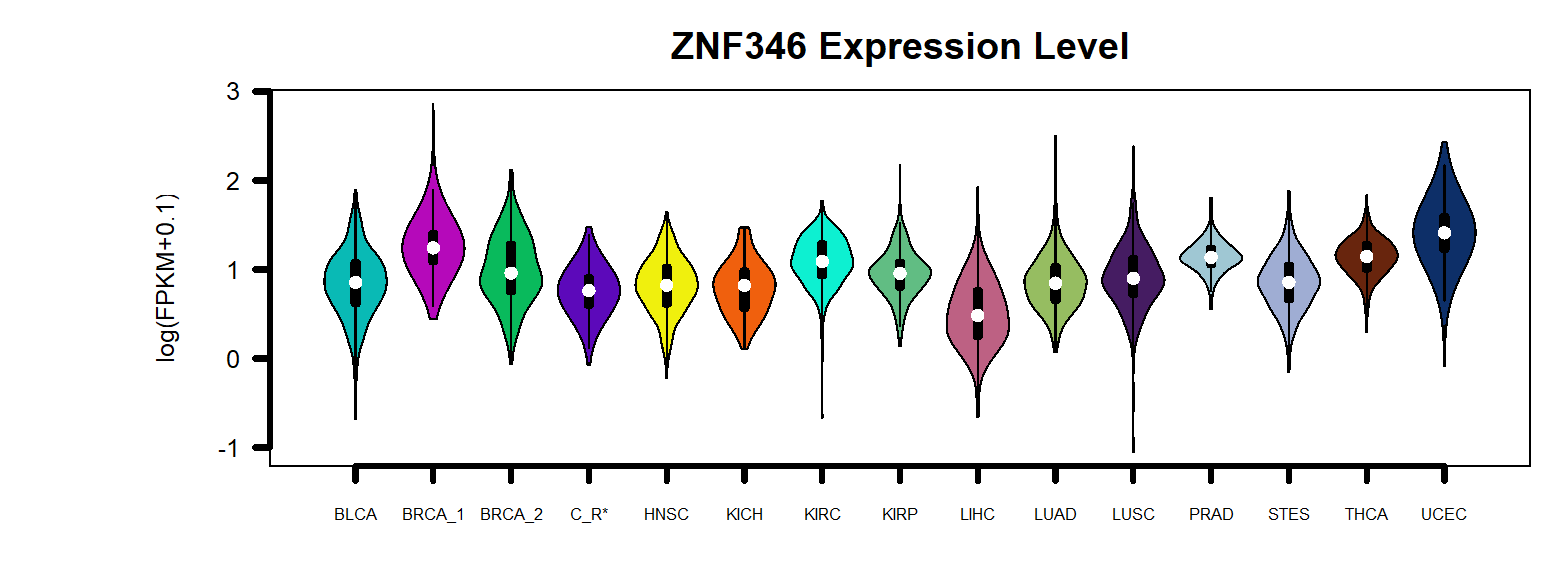 ZNF346 Expression Level
log(FPKM+0.1)
3
2
1
0
-1
BLCA BRCA_1 BRCA_2 C_R* HNSC KICH KIRC KIRP LIHC LUAD LUSC PRAD STES THCA UCEC